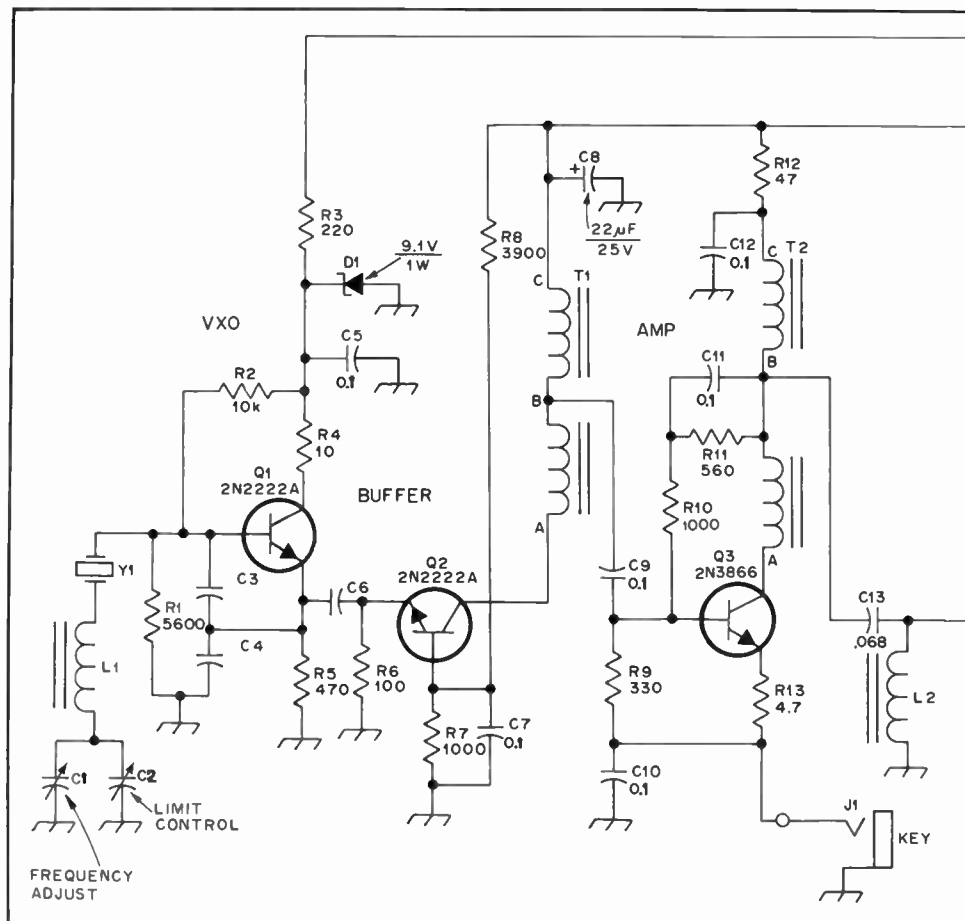 C8
+
22µF
25V
R12
47
R3
220
R8
3900
9.1V
1W
D1
C12
0.1
C
T2
C
T1
VXO
AMP
C5
0.1
C11
0.1
B
R2
10k
B
R4
10
R11
560
Q1
2N2222A
BUFFER
R10
1000
A
A
Q2
2N2222A
Q3
2N3866
Y1
C3
C6
C9
0.1
C13
.068
R1
5600
C4
L1
R5
470
R6
100
R9
330
R13
4.7
L2
R7
1000
C7
0.1
C1
C2
C10
0.1
LIMIT
CONTROL
J1
KEY
FREQUENCY
ADJUST